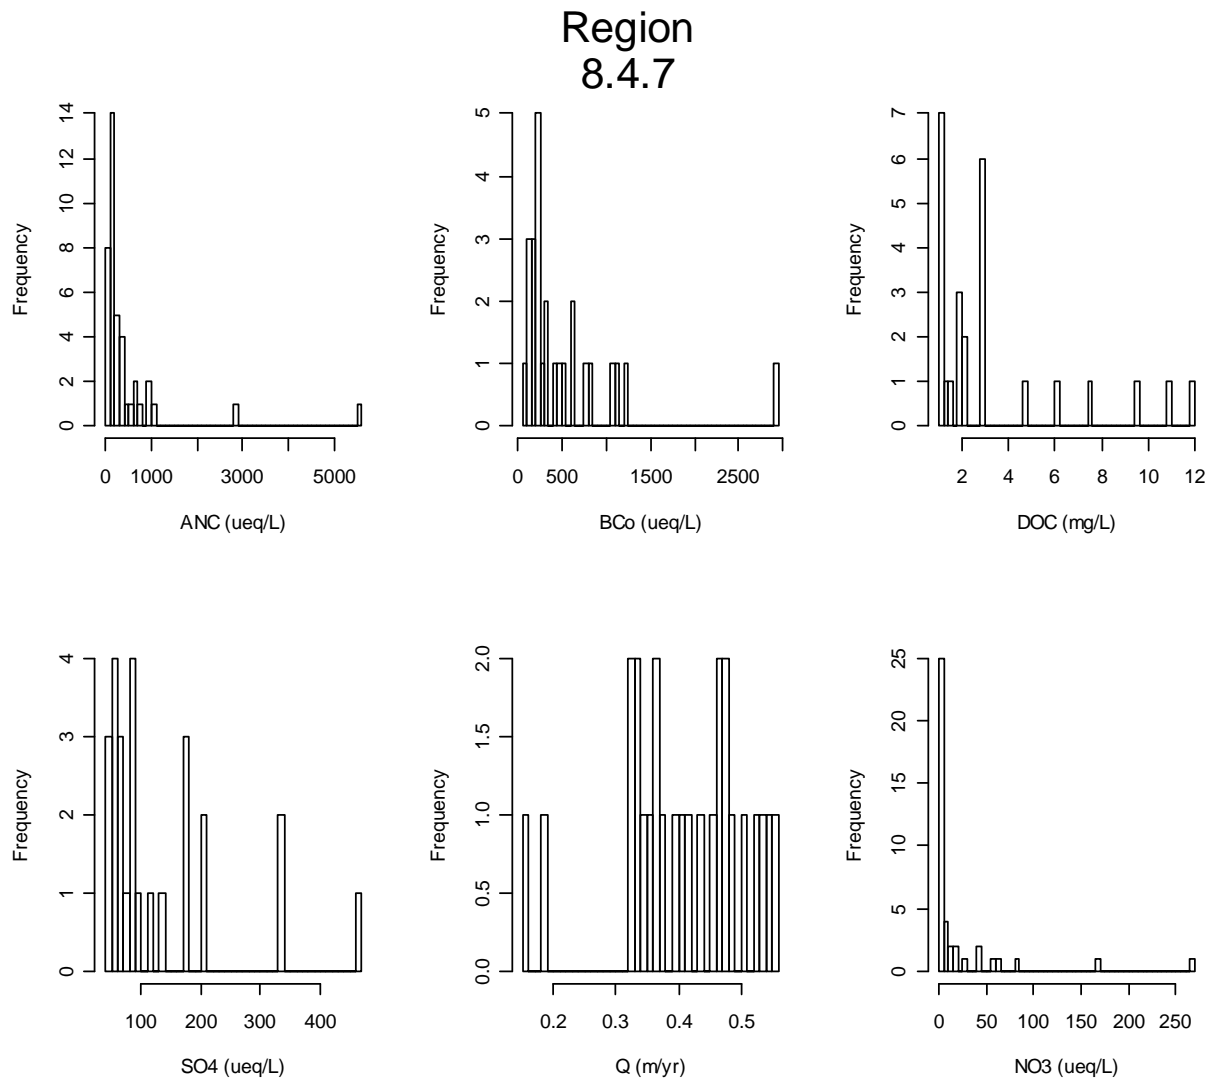 Region
8.4.7
Frequency
0 2 4 6 8 10 12 14
0 1000 3000 5000
ANC (ueq/L)
Frequency
0 1 2 3 4 5
0 500 1500 2500
BCo (ueq/L)
Frequency
0 1 2 3 4 5 6 7
2 4 6 8 10 12
DOC (mg/L)
Frequency
0 1 2 3 4
100 200 300 400
SO4 (ueq/L)
Frequency
0.0 0.5 1.0 1.5 2.0
0.2 0.3 0.4 0.5
Q (m/yr)
Frequency
0 5 10 15 20 25
0 50 100 150 200 250
NO3 (ueq/L)